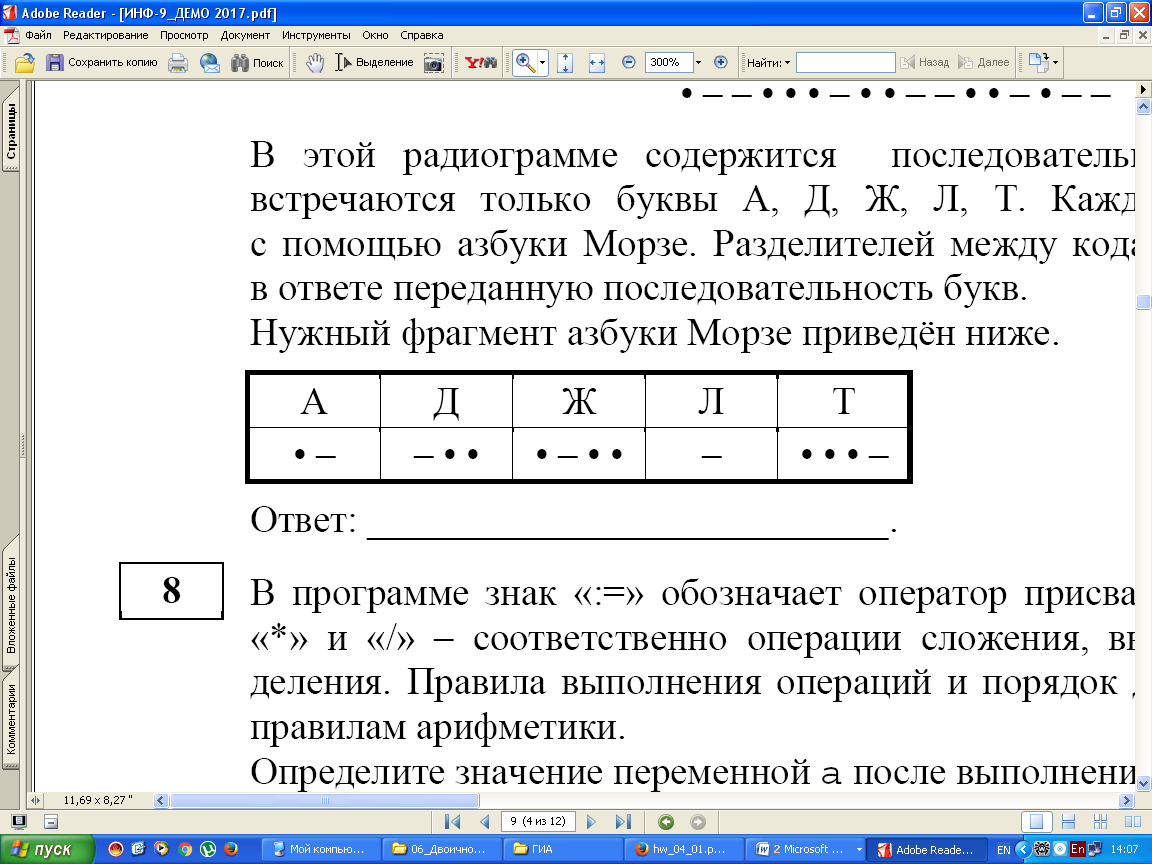 Adobe Reader - [ИНФ-9_ДЕМО 2017.pdf]
Файл Редактирование Просмотр Документ Инструменты Окно Справка
Сохранить копию Поиск Выделение Y! 300% Найти: Назад Далее
Страницы
Вложенные файлы
Комментарии
• – – • • • – • • – – • • – • – –
В этой радиограмме содержится последователь
встречаются только буквы А, Д, Ж, Л, Т. Кажд
с помощью азбуки Морзе. Разделителей между кода
в ответе переданную последовательность букв.
Нужный фрагмент азбуки Морзе приведён ниже.
А Д Ж Л Т
• – – • • • – • • – • • • –
Ответ: ____________________________.
8
В программе знак «:=» обозначает оператор присва
«*» и «/» – соответственно операции сложения, вы
деления. Правила выполнения операций и порядок
правилам арифметики.
Определите значение переменной a после выполнени
11,69 x 8,27 "
9 (4 из 12)
пуск Мой компью... 06_Двоично... ГИА hw_04_01.p... 2 Microsoft ... Adobe Reade... EN En 14:07